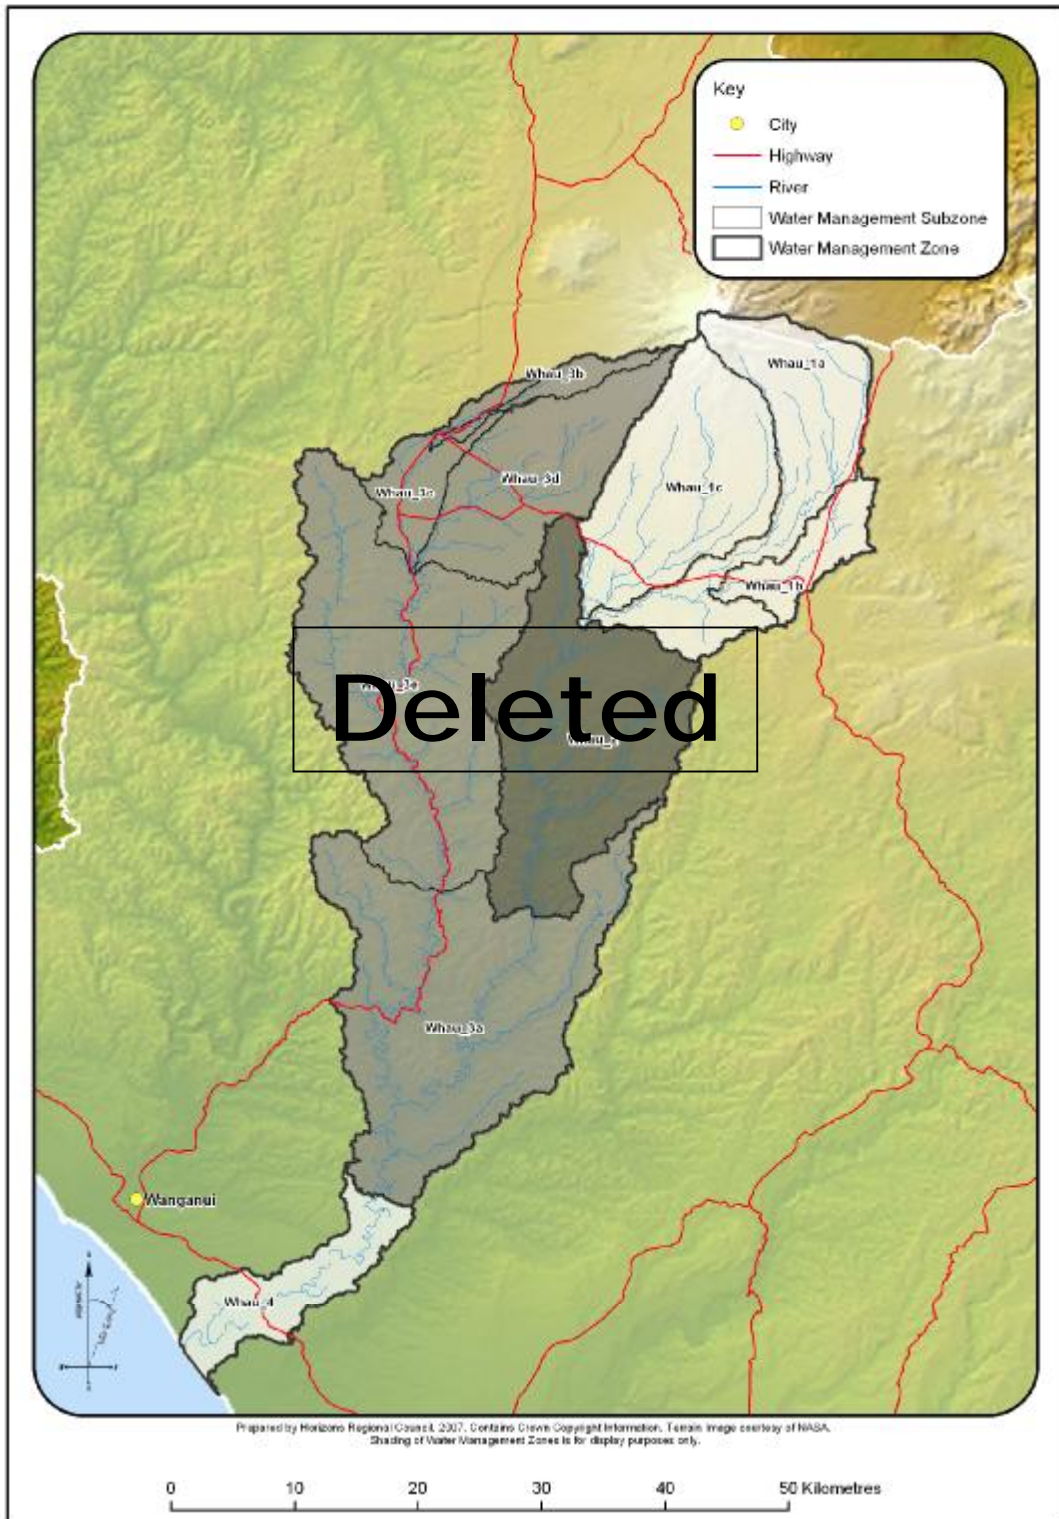 Key
City
Highway
River
Water Management Subzone
Water Management Zone
Whau_3b
Whau_1a
Whau_3d
Whau_1c
Whau_3c
Whau_1b
Deleted
Whau_3e
Whau_3a
Wanganui
Whau_4
Prepared by Horizons Regional Council, 2007. Contains Crown Copyright Information. Terrain Image courtesy of NASA.
Shading of Water Management Zones is for display purposes only.
0 10 20 30 40 50 Kilometres